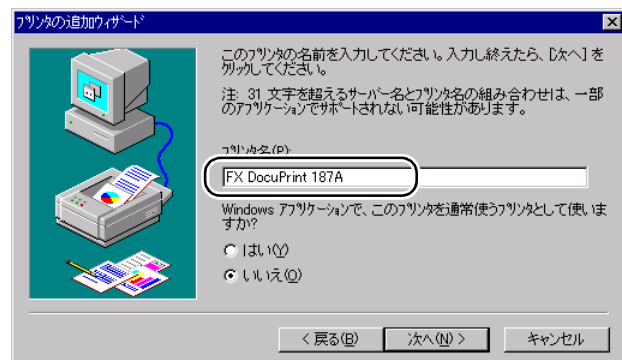 プリンタの追加ウィザード
このプリンタの名前を入力してください。入力し終えたら、[次へ] を
クリックしてください。
注: 31 文字を超えるサーバー名とプリンタ名の組み合わせは、一部
のアプリケーションでサポートされない可能性があります。
プリンタ名(P):
FX DocuPrint 187A
Windows アプリケーションで、このプリンタを通常使うプリンタとして使いま
すか?
はい(Y)
いいえ(O)
< 戻る(B)
次へ(N) >
キャンセル